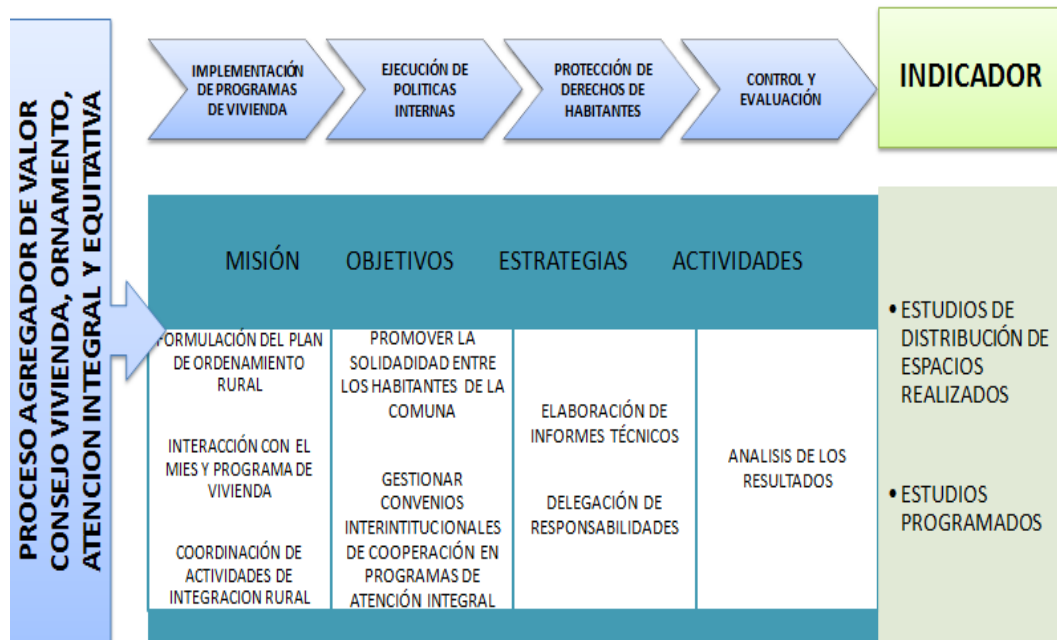 PROCESO AGREGADOR DE VALOR
CONSEJO VIVIENDA, ORNAMENTO,
ATENCION INTEGRAL Y EQUITATIVA
IMPLEMENTACIÓN
DE PROGRAMAS
DE VIVIENDA
EJECUCIÓN DE
POLITICAS
INTERNAS
PROTECCIÓN DE
DERECHOS DE
HABITANTES
CONTROL Y
EVALUACIÓN
INDICADOR
MISIÓN OBJETIVOS ESTRATEGIAS ACTIVIDADES
FORMULACIÓN DEL PLAN
DE ORDENAMIENTO
RURAL
INTERACCIÓN CON EL
MIES Y PROGRAMA DE
VIVIENDA
COORDINACIÓN DE
ACTIVIDADES DE
INTEGRACION RURAL
PROMOVER LA
SOLIDADIDAD ENTRE
LOS HABITANTES DE LA
COMUNA
GESTIONAR
CONVENIOS
INTERINTITUCIONALES
DE COOPERACIÓN EN
PROGRAMAS DE
ATENCIÓN INTEGRAL
ELABORACIÓN DE
INFORMES TÉCNICOS
DELEGACIÓN DE
RESPONSABILIDADES
ANALISIS DE LOS
RESULTADOS
• ESTUDIOS DE
DISTRIBUCIÓN DE
ESPACIOS
REALIZADOS
• ESTUDIOS
PROGRAMADOS